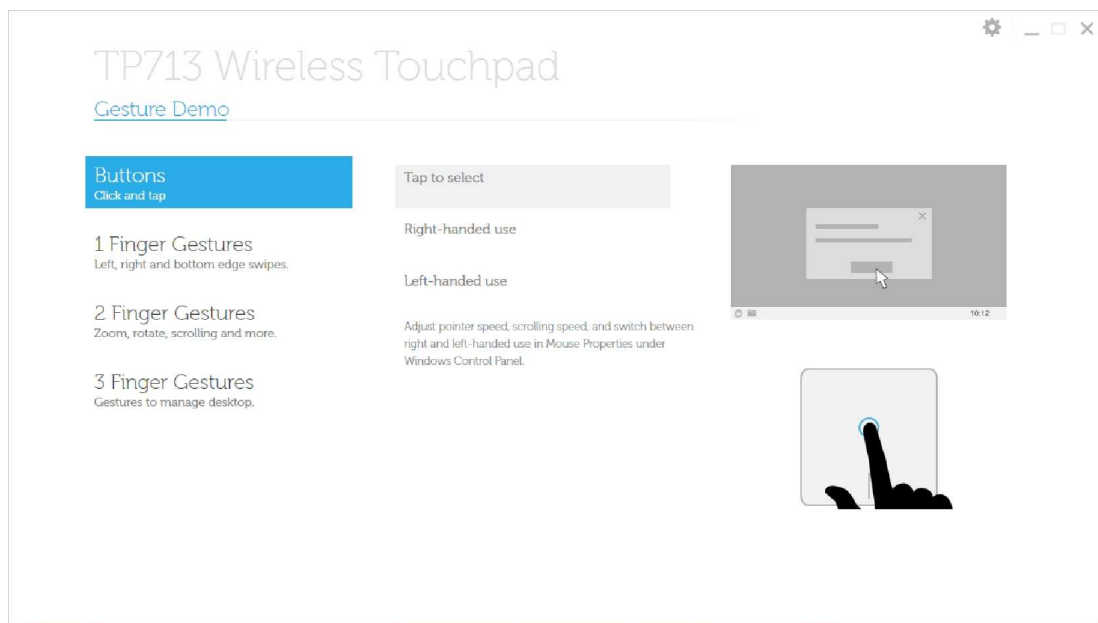 TP713 Wireless Touchpad
Gesture Demo
Buttons
Click and tap
1 Finger Gestures
Left, right and bottom edge swipes.
2 Finger Gestures
Zoom, rotate, scrolling and more.
3 Finger Gestures
Gestures to manage desktop.
Tap to select
Right-handed use
Left-handed use
Adjust pointer speed, scrolling speed, and switch between
right and left-handed use in Mouse Properties under
Windows Control Panel.
10:12